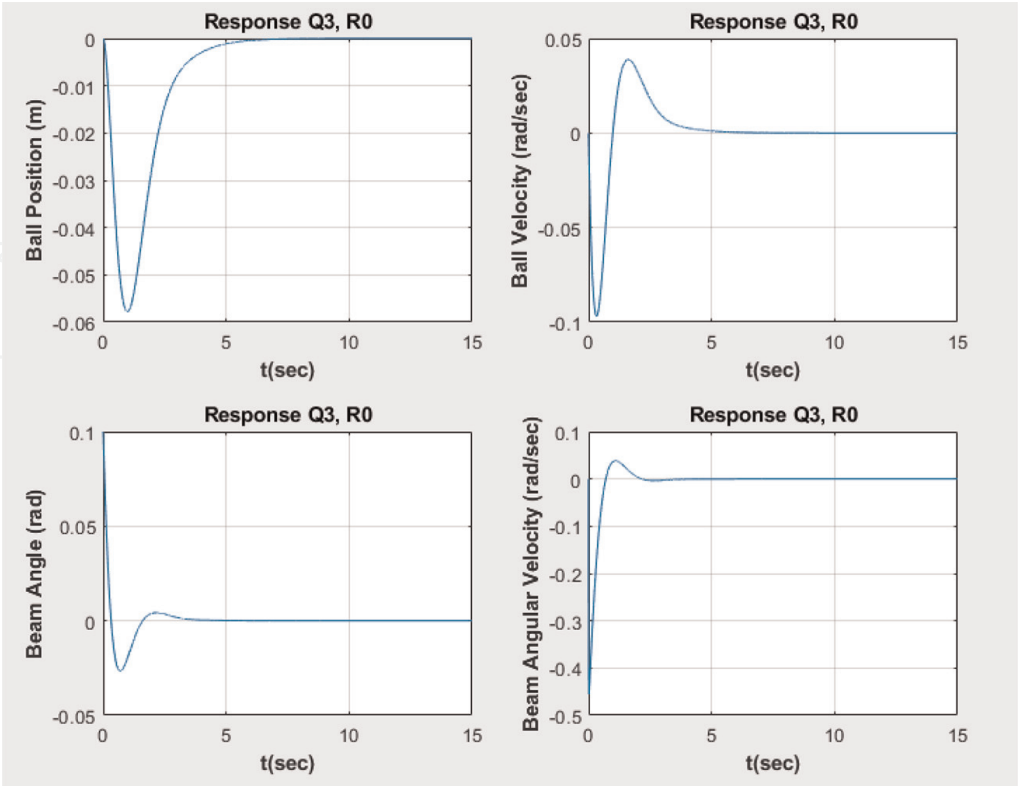 Response Q3, R0
0
-0.01
-0.02
-0.03
-0.04
-0.05
-0.06
Ball Position (m)
0 5 10 15
t(sec)
Response Q3, R0
0.05
0
-0.05
-0.1
Ball Velocity (rad/sec)
0 5 10 15
t(sec)
Response Q3, R0
0.1
0.05
0
-0.05
Beam Angle (rad)
0 5 10 15
t(sec)
Response Q3, R0
0.1
0
-0.1
-0.2
-0.3
-0.4
-0.5
Beam Angular Velocity (rad/sec)
0 5 10 15
t(sec)